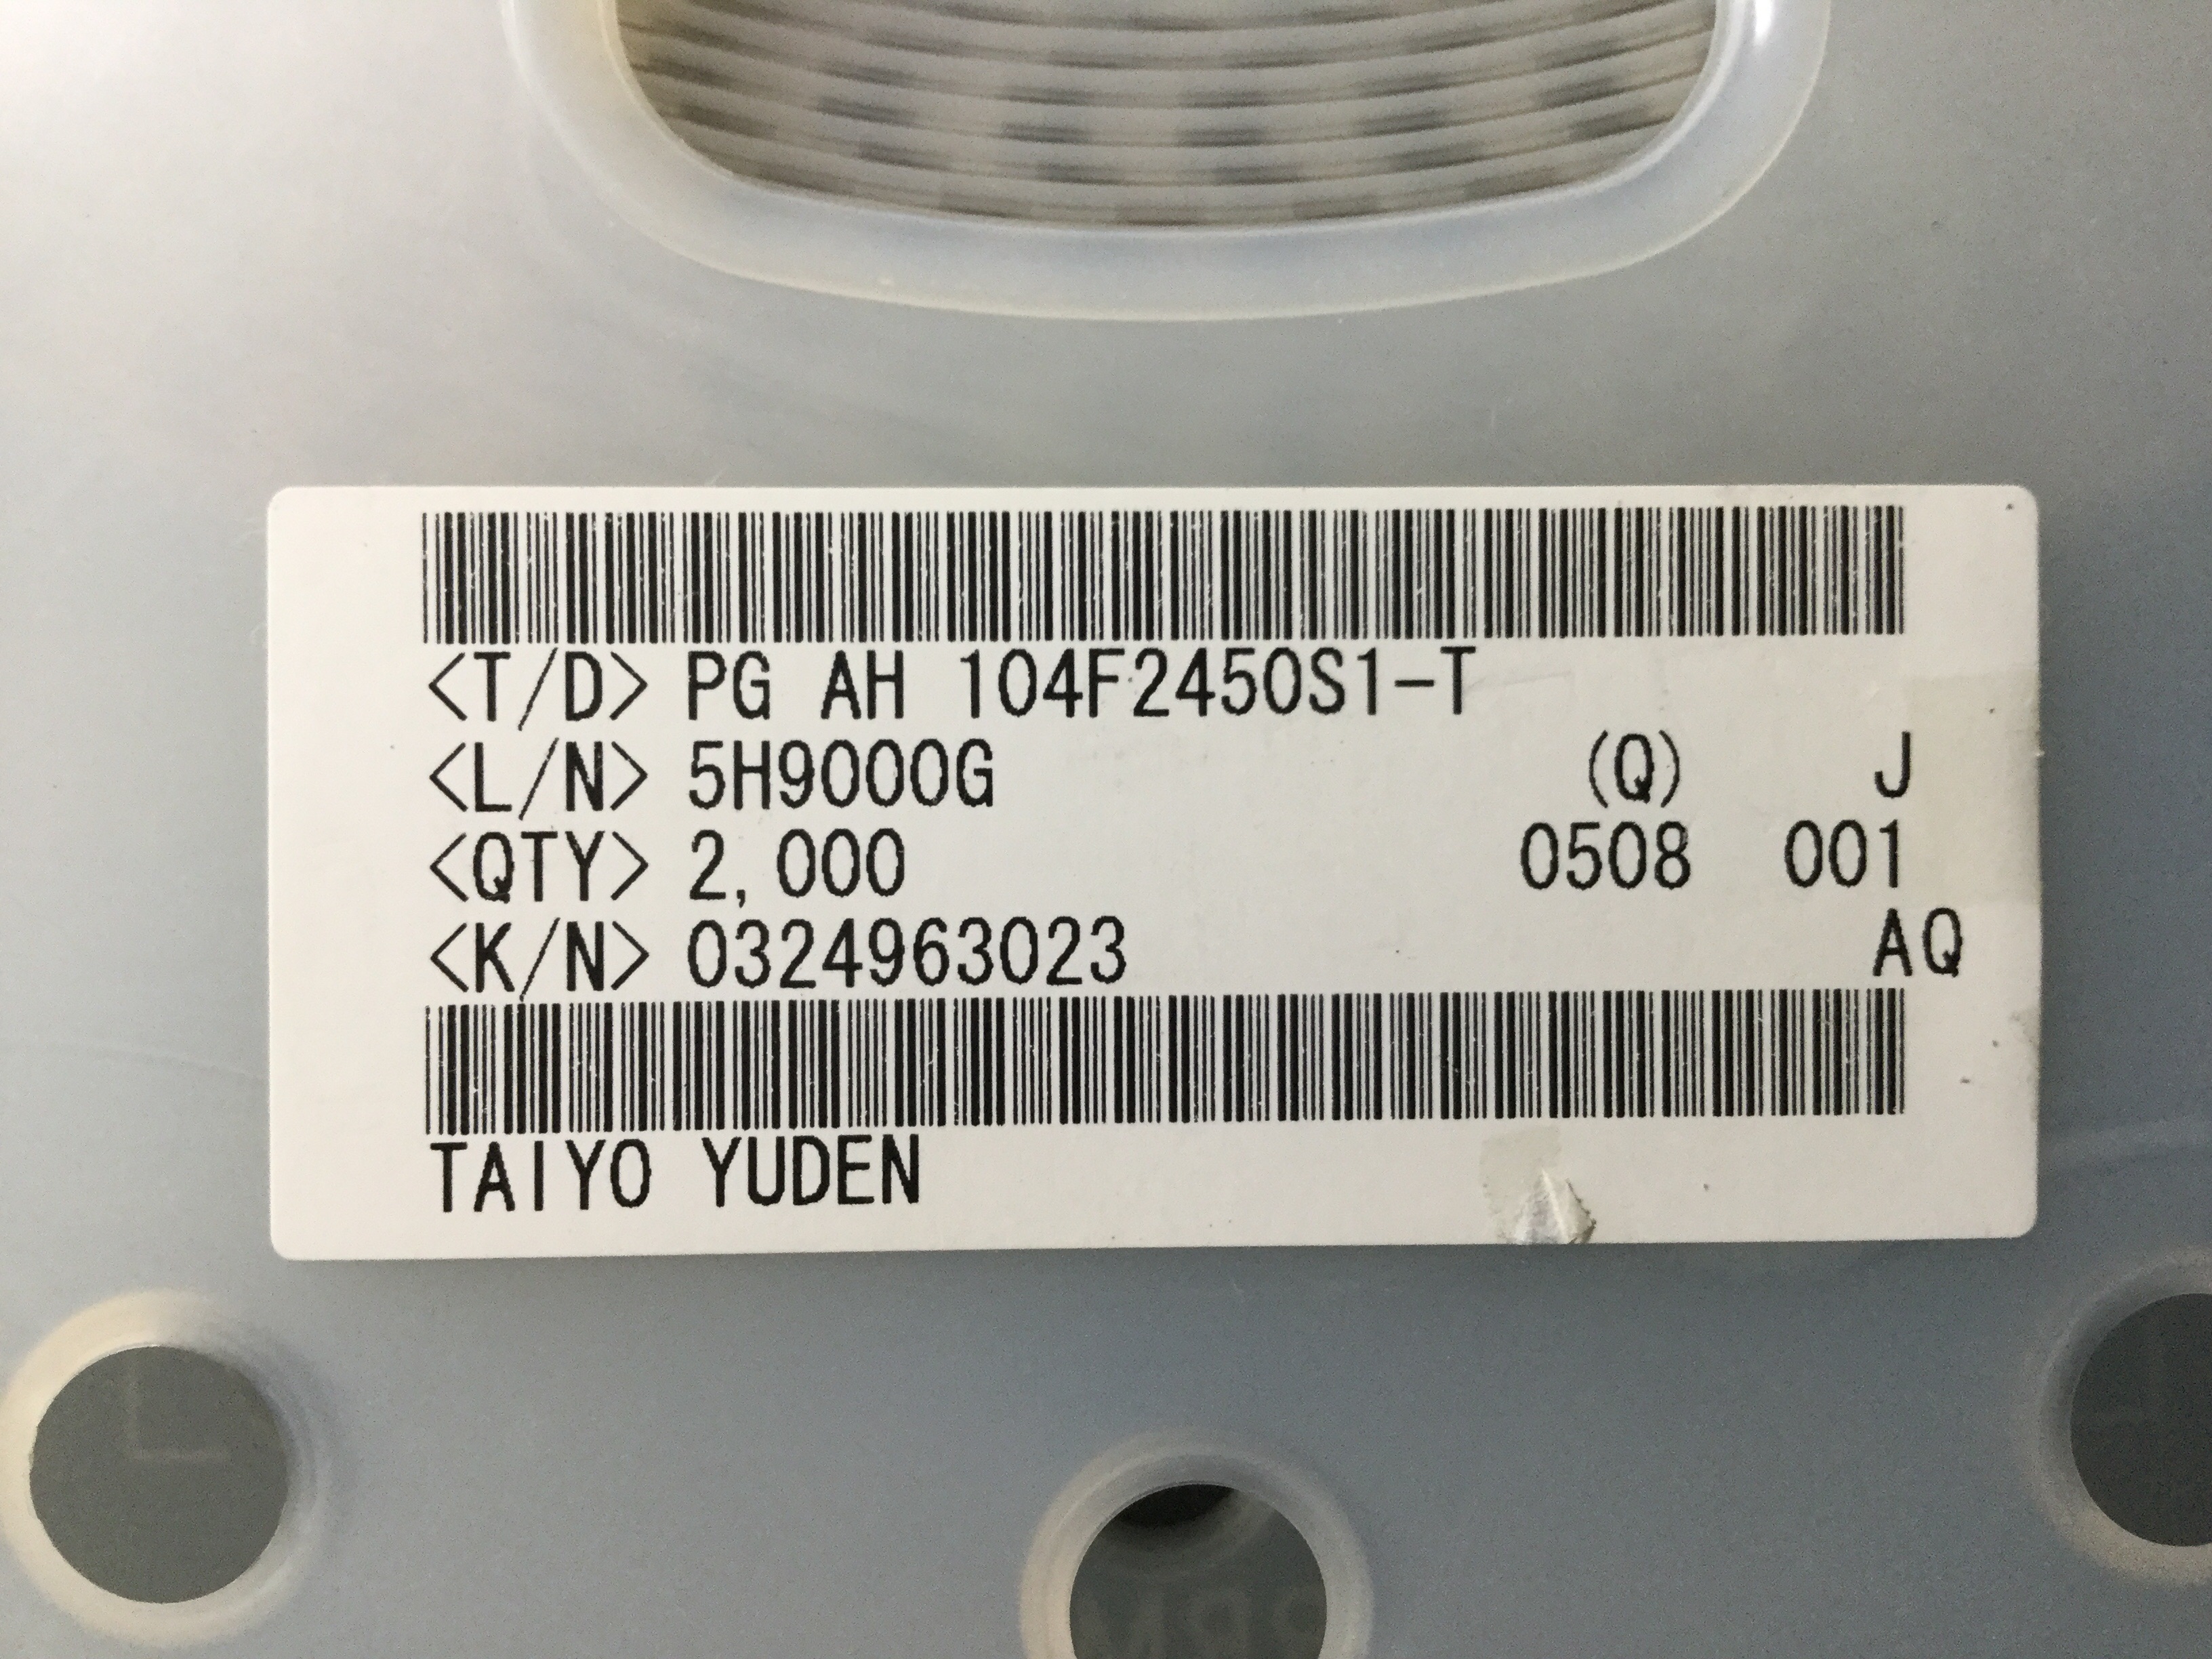 <T/D> PG AH 104F2450S1-T
<L/N> 5H9000G (Q) J
<QTY> 2,000 0508 001
<K/N> 0324963023 AQ
TAIYO YUDEN